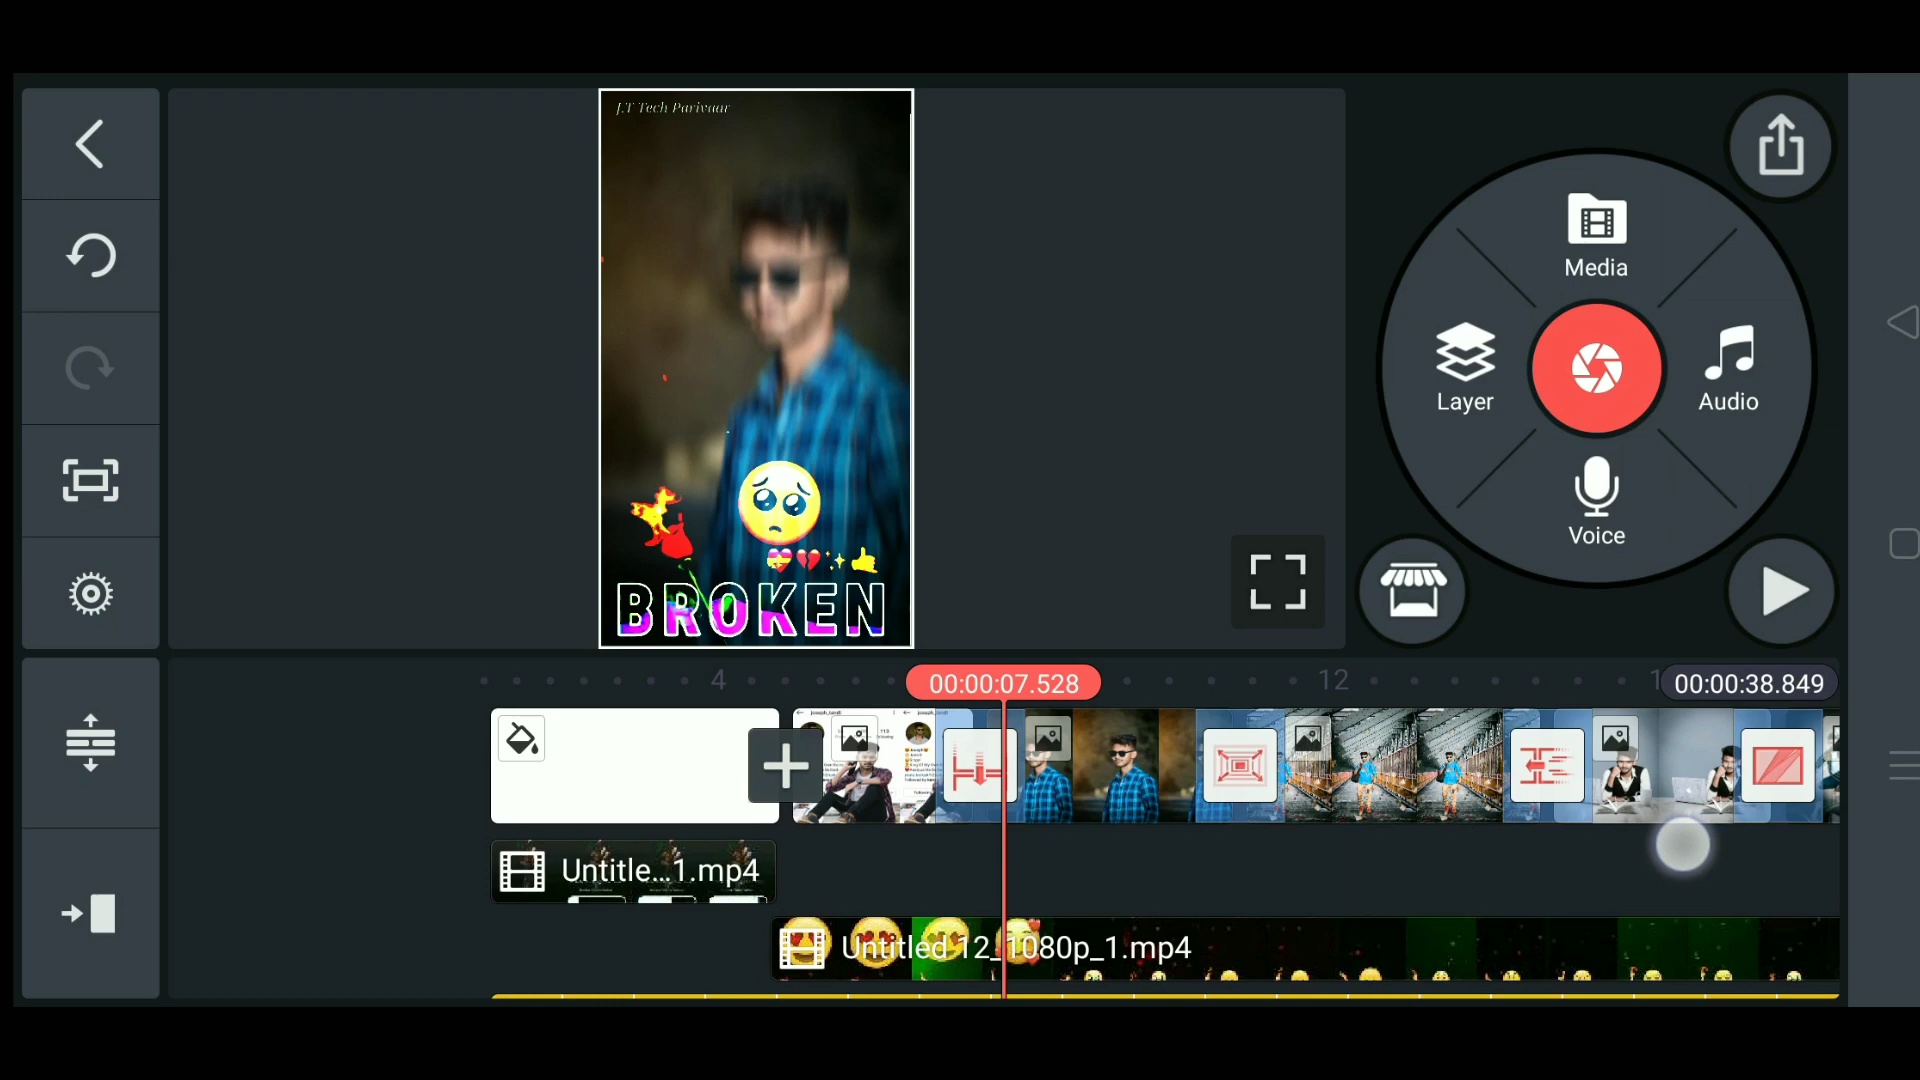 J.T Tech Parivaar
BROKEN
Media
Layer
Audio
Voice
4
00:00:07.528
12
00:00:38.849
Untitle...1.mp4
Untitled 12_1080p_1.mp4